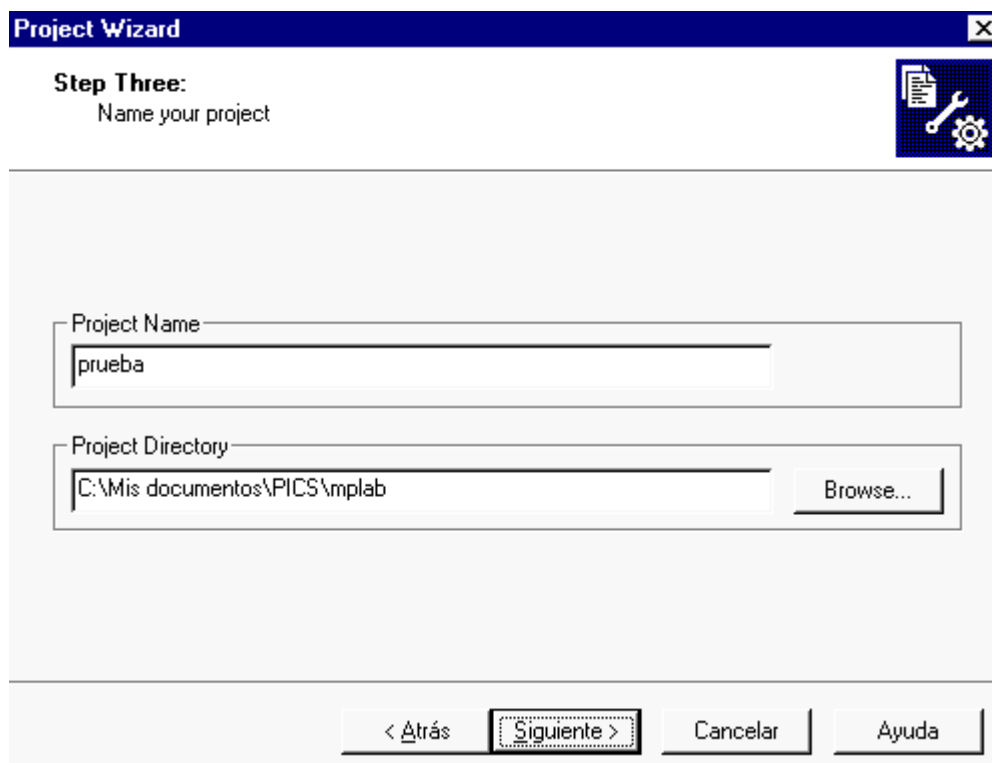 Project Wizard
Step Three:
Name your project
Project Name
prueba
Project Directory
C:\Mis documentos\PICS\mplab
Browse...
< Atrás
Siguiente >
Cancelar
Ayuda